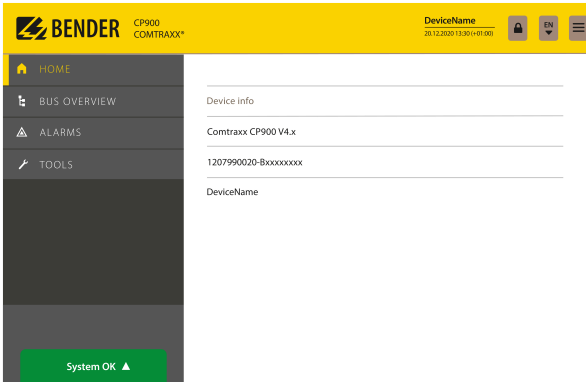 BENDER
CP900
COMTRAXX®
DeviceName
20.12.2020 13:30 (+01:00)
EN
HOME
BUS OVERVIEW
ALARMS
TOOLS
Device info
Comtraxx CP900 V4.x
1207990020-Bxxxxxxxx
DeviceName
System OK ▲